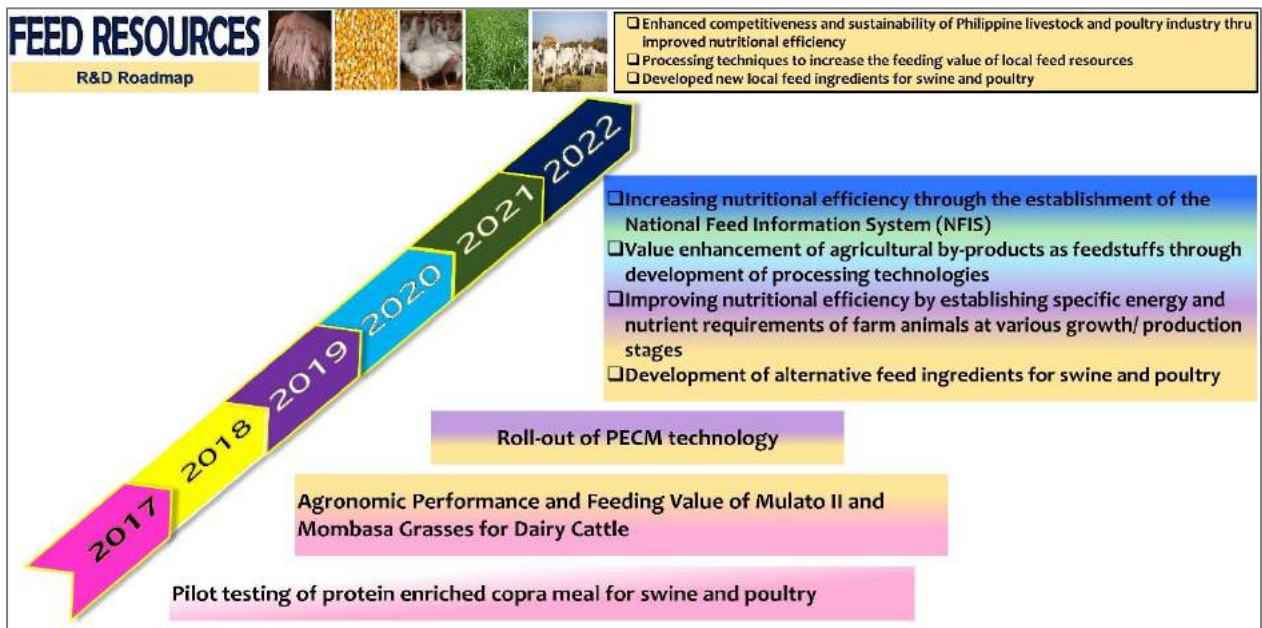 FEED RESOURCES
R&D Roadmap
❑Enhanced competitiveness and sustainability of Philippine livestock and poultry industry thru
improved nutritional efficiency
❑Processing techniques to increase the feeding value of local feed resources
❑Developed new local feed ingredients for swine and poultry
2022
2021
2020
2019
2018
2017
❑Increasing nutritional efficiency through the establishment of the
National Feed Information System (NFIS)
❑Value enhancement of agricultural by-products as feedstuffs through
development of processing technologies
❑Improving nutritional efficiency by establishing specific energy and
nutrient requirements of farm animals at various growth/ production
stages
❑Development of alternative feed ingredients for swine and poultry
Roll-out of PECM technology
Agronomic Performance and Feeding Value of Mulato II and
Mombasa Grasses for Dairy Cattle
Pilot testing of protein enriched copra meal for swine and poultry